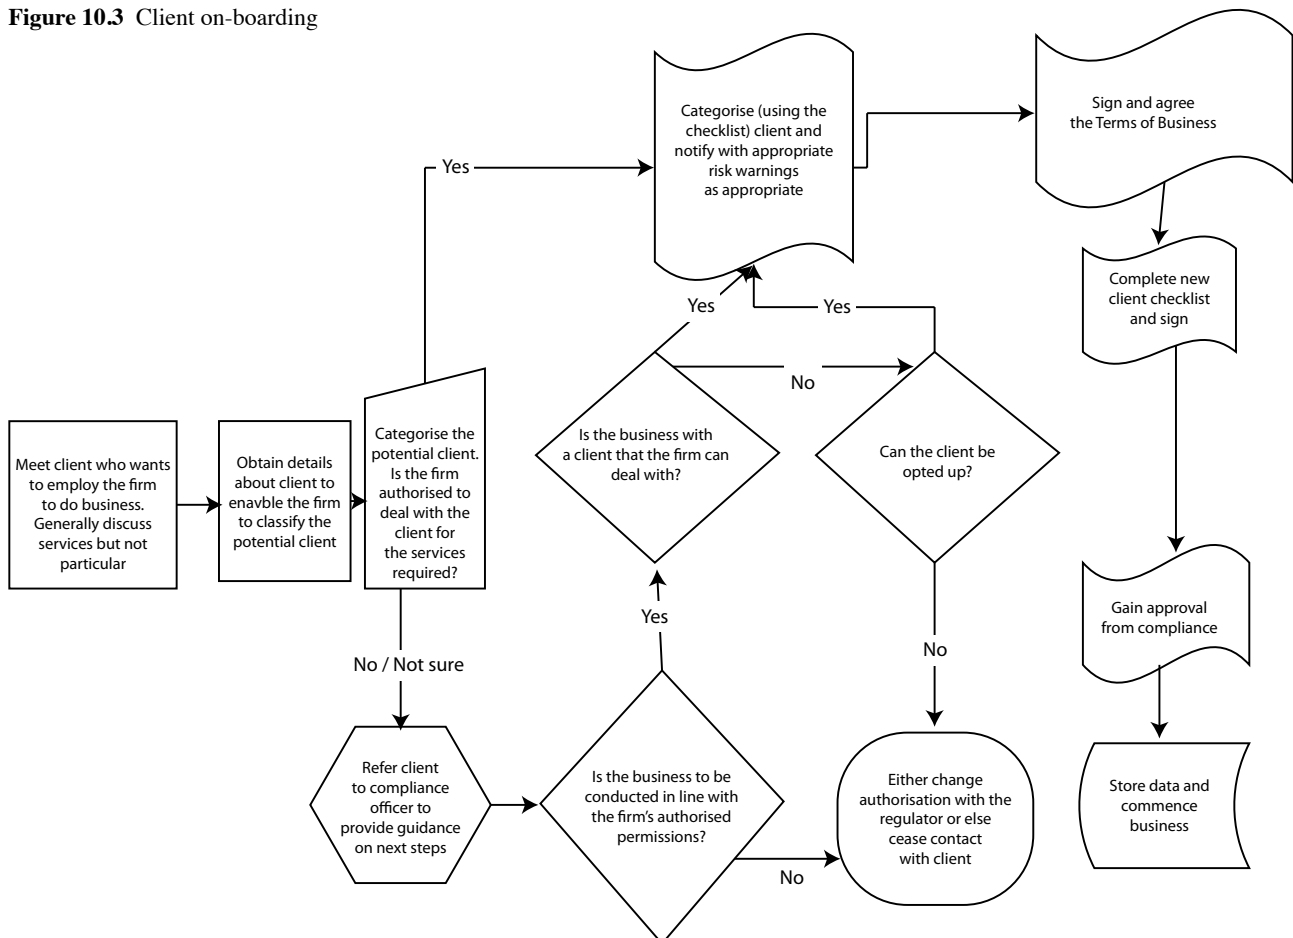 Figure 10.3 Client on-boarding
Meet client who wants
to employ the firm
to do business.
Generally discuss
services but not
particular
Obtain details
about client to
enavble the firm
to classify the
potential client
Categorise the
potential client.
Is the firm
authorised to
deal with the
client for
the services
required?
Yes
No / Not sure
Refer client
to compliance
officer to
provide guidance
on next steps
Is the business to be
conducted in line with
the firm's authorised
permissions?
Yes
No
Is the business with
a client that the firm can
deal with?
Yes
No
Can the client be
opted up?
Yes
No
Either change
authorisation with the
regulator or else
cease contact
with client
Categorise (using the
checklist) client and
notify with appropriate
risk warnings
as appropriate
Sign and agree
the Terms of Business
Complete new
client checklist
and sign
Gain approval
from compliance
Store data and
commence
business